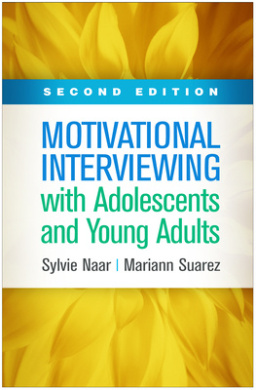 SECOND EDITION
MOTIVATIONAL
INTERVIEWING
with Adolescents
and Young Adults
Sylvie Naar | Mariann Suarez